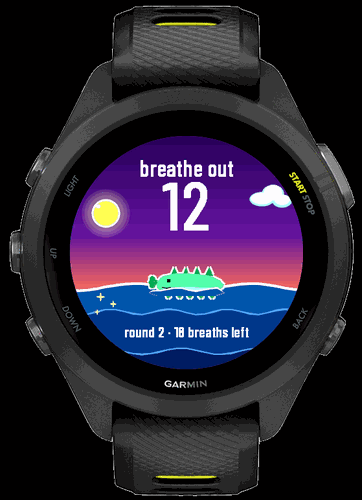 breathe out
12
LIGHT
START STOP
UP
DOWN
BACK
round 2 · 18 breaths left
GARMIN